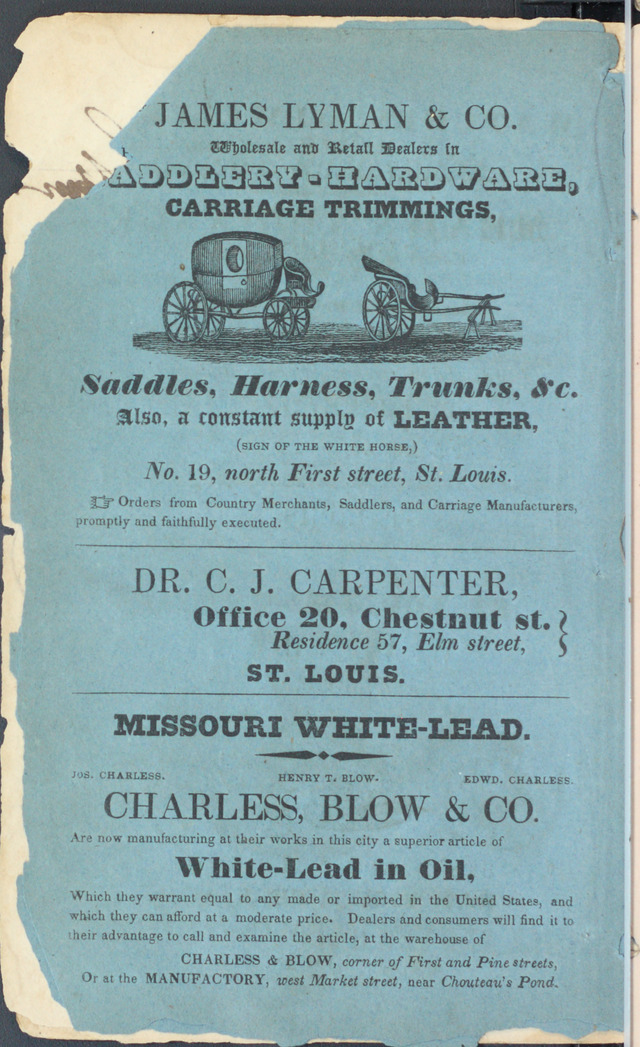 JAMES LYMAN & CO.
Wholesale and Retail Dealers in
ADDLERY-HARDWARE,
CARRIAGE TRIMMINGS,
Saddles, Harness, Trunks, &c.
Also, a constant supply of LEATHER,
(SIGN OF THE WHITE HORSE,)
No. 19, north First street, St. Louis.
☞ Orders from Country Merchants, Saddlers, and Carriage Manufacturers,
promptly and faithfully executed.
DR. C. J. CARPENTER,
Office 20, Chestnut st.
Residence 57, Elm street,
ST. LOUIS.
MISSOURI WHITE-LEAD.
JOS. CHARLESS. HENRY T. BLOW. EDWD. CHARLESS.
CHARLESS, BLOW & CO.
Are now manufacturing at their works in this city a superior article of
White-Lead in Oil,
Which they warrant equal to any made or imported in the United States, and
which they can afford at a moderate price. Dealers and consumers will find it to
their advantage to call and examine the article, at the warehouse of
CHARLESS & BLOW, corner of First and Pine streets,
Or at the MANUFACTORY, west Market street, near Chouteau's Pond.